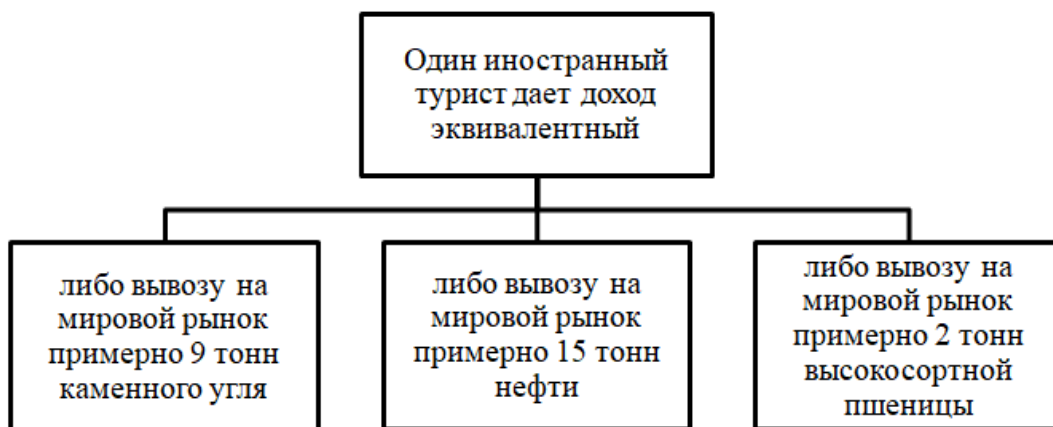 Один иностранный
турист дает доход
эквивалентный
либо вывозу на
мировой рынок
примерно 9 тонн
каменного угля
либо вывозу на
мировой рынок
примерно 15 тонн
нефти
либо вывозу на
мировой рынок
примерно 2 тонн
высокосортной
пшеницы